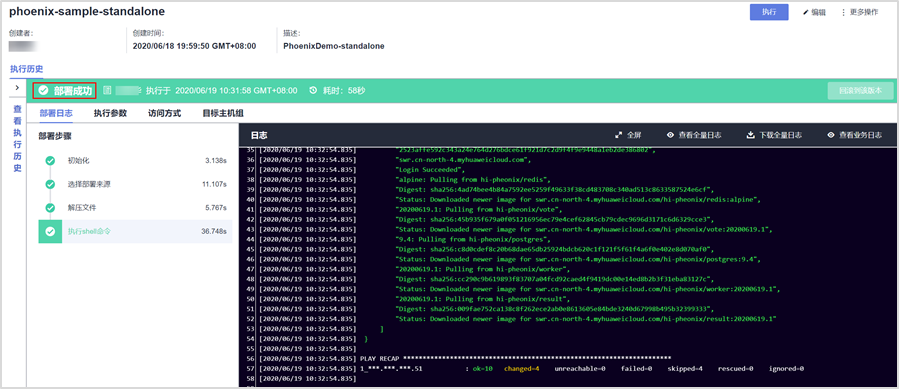 phoenix-sample-standalone
执行
编辑
更多操作
创建者:
创建时间:
描述:
2020/06/18 19:59:50 GMT+08:00
PhoenixDemo-standalone
执行历史
部署成功
执行于 2020/06/19 10:31:58 GMT+08:00
耗时：58秒
回滚到该版本
查看执行历史
部署日志
执行参数
访问方式
目标主机组
部署步骤
初始化 3.138s
选择部署来源 11.107s
解压文件 5.767s
执行shell命令 36.748s
日志
全屏
查看全量日志
下载全量日志
查看业务日志
35 [2020/06/19 10:32:54.835]
36 [2020/06/19 10:32:54.835] "swr.cn-north-4.myhuaweicloud.com",
37 [2020/06/19 10:32:54.835] "Login Succeeded",
38 [2020/06/19 10:32:54.835] "alpine: Pulling from hi-pheonix/redis",
39 [2020/06/19 10:32:54.835] "Digest: sha256:4ad74bee4b84a7592ee5259f49633f38cd483708c340ad513c8633587524e6cf",
40 [2020/06/19 10:32:54.835] "Status: Downloaded newer image for swr.cn-north-4.myhuaweicloud.com/hi-pheonix/redis:alpine",
41 [2020/06/19 10:32:54.835] "20200619.1: Pulling from hi-pheonix/vote",
42 [2020/06/19 10:32:54.835] "Digest: sha256:45b935f679a0f051216956ec79e4cef62845cb79cdec9696d3171c6d6329cce3",
43 [2020/06/19 10:32:54.835] "Status: Downloaded newer image for swr.cn-north-4.myhuaweicloud.com/hi-pheonix/vote:20200619.1",
44 [2020/06/19 10:32:54.835] "9.4: Pulling from hi-pheonix/postgres",
45 [2020/06/19 10:32:54.835] "Digest: sha256:c8d0cdef8c20b68dae65db25924bdcb620c1f121f5f61f4a6f0e402e8d070af0",
46 [2020/06/19 10:32:54.835] "Status: Downloaded newer image for swr.cn-north-4.myhuaweicloud.com/hi-pheonix/postgres:9.4",
47 [2020/06/19 10:32:54.835] "20200619.1: Pulling from hi-pheonix/worker",
48 [2020/06/19 10:32:54.835] "Digest: sha256:cc290c9b619893f83707a04fcd92caed4f9419dc00e14ed8b2b3f31eba83127c",
49 [2020/06/19 10:32:54.835] "Status: Downloaded newer image for swr.cn-north-4.myhuaweicloud.com/hi-pheonix/worker:20200619.1",
50 [2020/06/19 10:32:54.835] "20200619.1: Pulling from hi-pheonix/result",
51 [2020/06/19 10:32:54.835] "Digest: sha256:009fae752ca138c8f262ece2ab0e8613605e84bde3240d67998b495b32399333",
52 [2020/06/19 10:32:54.835] "Status: Downloaded newer image for swr.cn-north-4.myhuaweicloud.com/hi-pheonix/result:20200619.1"
53 [2020/06/19 10:32:54.835] ]
54 [2020/06/19 10:32:54.835] }
55 [2020/06/19 10:32:54.835]
56 [2020/06/19 10:32:54.835] PLAY RECAP *********************************************************************
57 [2020/06/19 10:32:54.835] 1_***.***.***.51 : ok=10 changed=4 unreachable=0 failed=0 skipped=4 rescued=0 ignored=0
58 [2020/06/19 10:32:54.835]